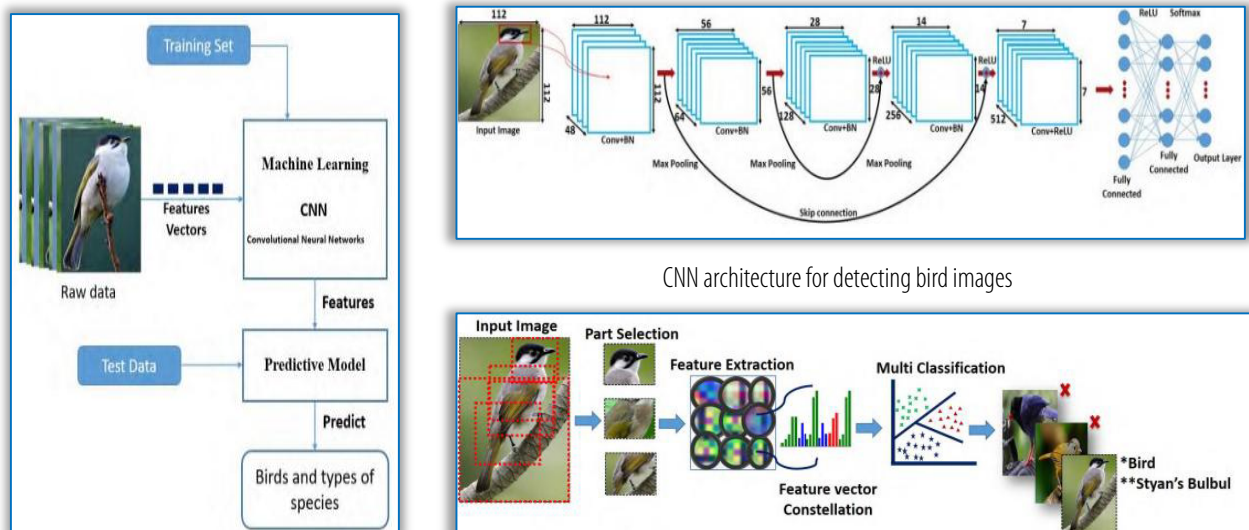 Training Set
Machine Learning
CNN
Convolutional Neural Networks
Features
Vectors
Raw data
Features
Test Data
Predictive Model
Predict
Birds and types of
species
112
112
56
28
14
7
ReLU
Softmax
112
Input Image
48
Conv+BN
112
64
Conv+BN
56
128
Conv+BN
28
ReLU
256
Conv+BN
14
ReLU
512
Conv+ReLU
7
Max Pooling
Max Pooling
Max Pooling
Skip connection
Fully
Connected
Fully
Connected
Output Layer
CNN architecture for detecting bird images
Input Image
Part Selection
Feature Extraction
Multi Classification
Feature vector
Constellation
*Bird
**Styan's Bulbul